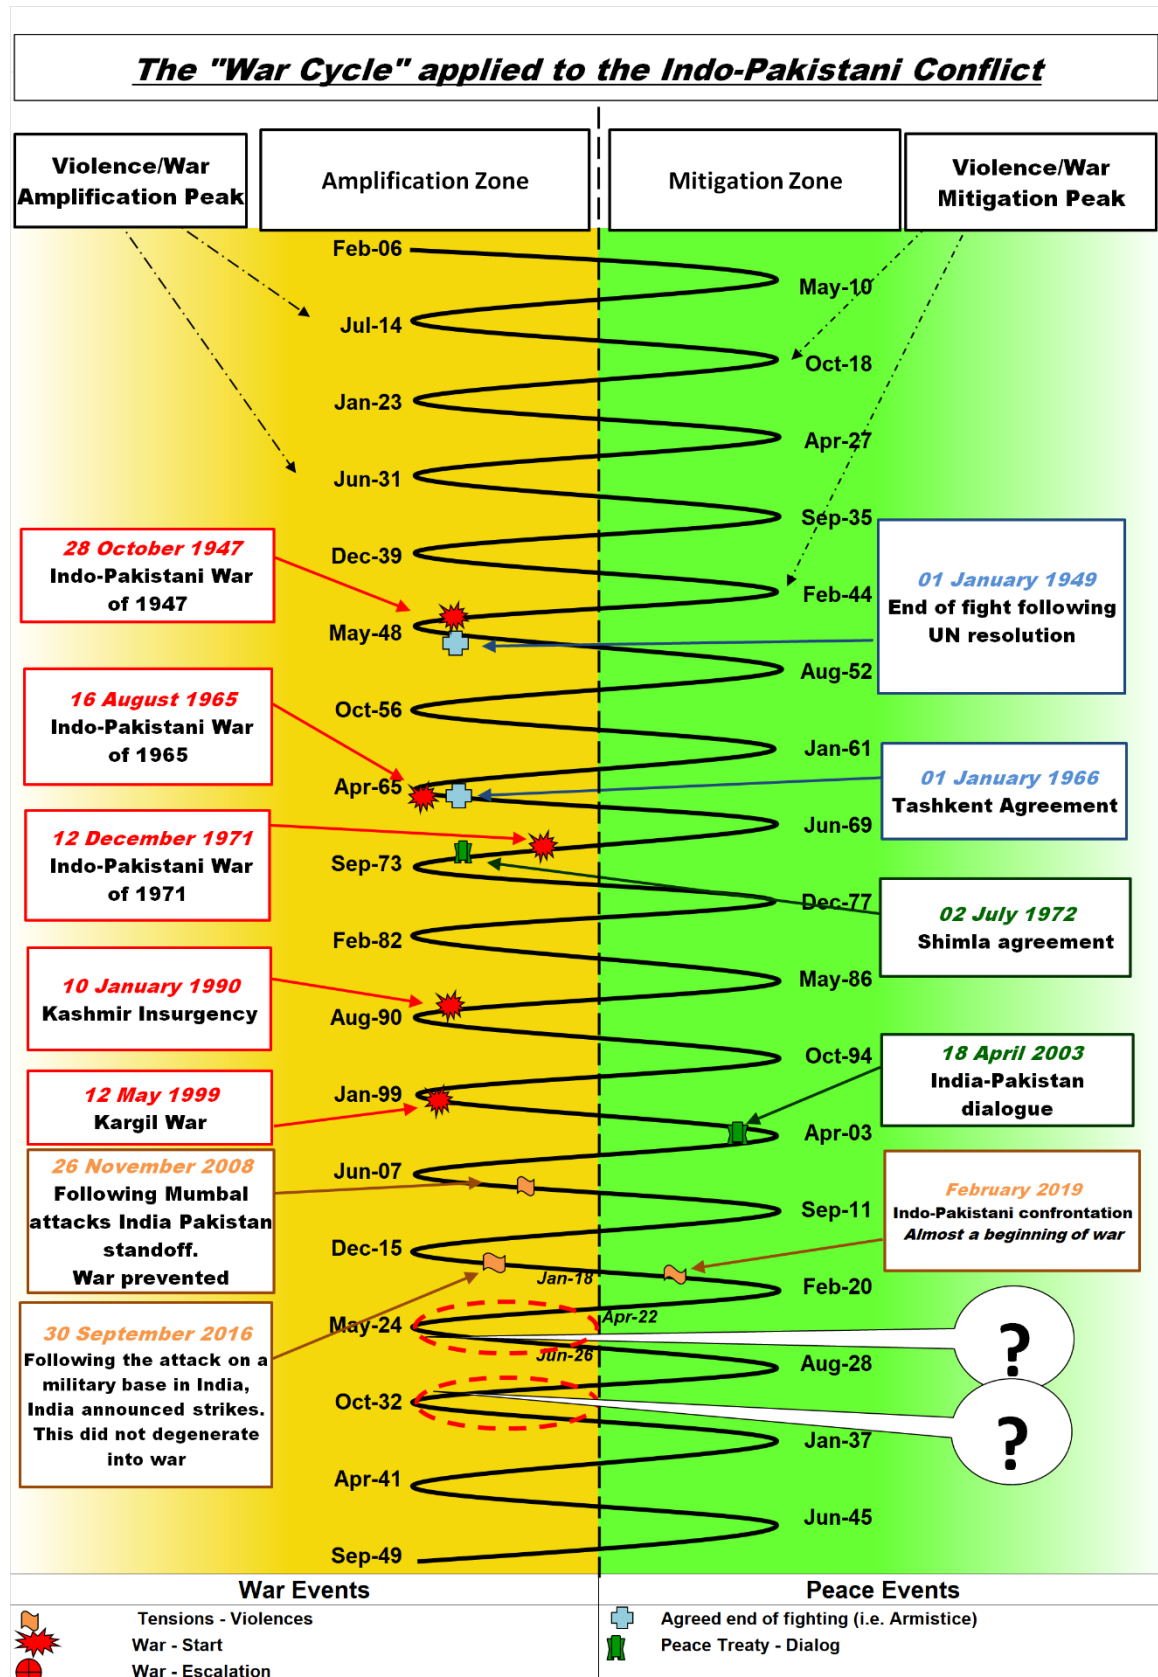 The "War Cycle" applied to the Indo-Pakistani Conflict
Violence/War
Amplification Peak
Amplification Zone
Mitigation Zone
Violence/War
Mitigation Peak
Feb-06
May-10
Jul-14
Oct-18
Jan-23
Apr-27
Jun-31
Sep-35
28 October 1947
Indo-Pakistani War
of 1947
Dec-39
Feb-44
01 January 1949
End of fight following
UN resolution
May-48
Aug-52
16 August 1965
Indo-Pakistani War
of 1965
Oct-56
Jan-61
Apr-65
01 January 1966
Tashkent Agreement
Jun-69
12 December 1971
Indo-Pakistani War
of 1971
Sep-73
Dec-77
02 July 1972
Shimla agreement
Feb-82
May-86
10 January 1990
Kashmir Insurgency
Aug-90
Oct-94
18 April 2003
India-Pakistan
dialogue
12 May 1999
Kargil War
Jan-99
Apr-03
26 November 2008
Following Mumbal
attacks India Pakistan
standoff.
War prevented
Jun-07
Sep-11
February 2019
Indo-Pakistani confrontation
Almost a beginning of war
Dec-15
Jan-18
Feb-20
30 September 2016
Following the attack on a
military base in India,
India announced strikes.
This did not degenerate
into war
May-24
Apr-22
Jun-26
?
Aug-28
Oct-32
?
Jan-37
Apr-41
Jun-45
Sep-49
War Events
Peace Events
Tensions - Violences
War - Start
War - Escalation
Agreed end of fighting (i.e. Armistice)
Peace Treaty - Dialog